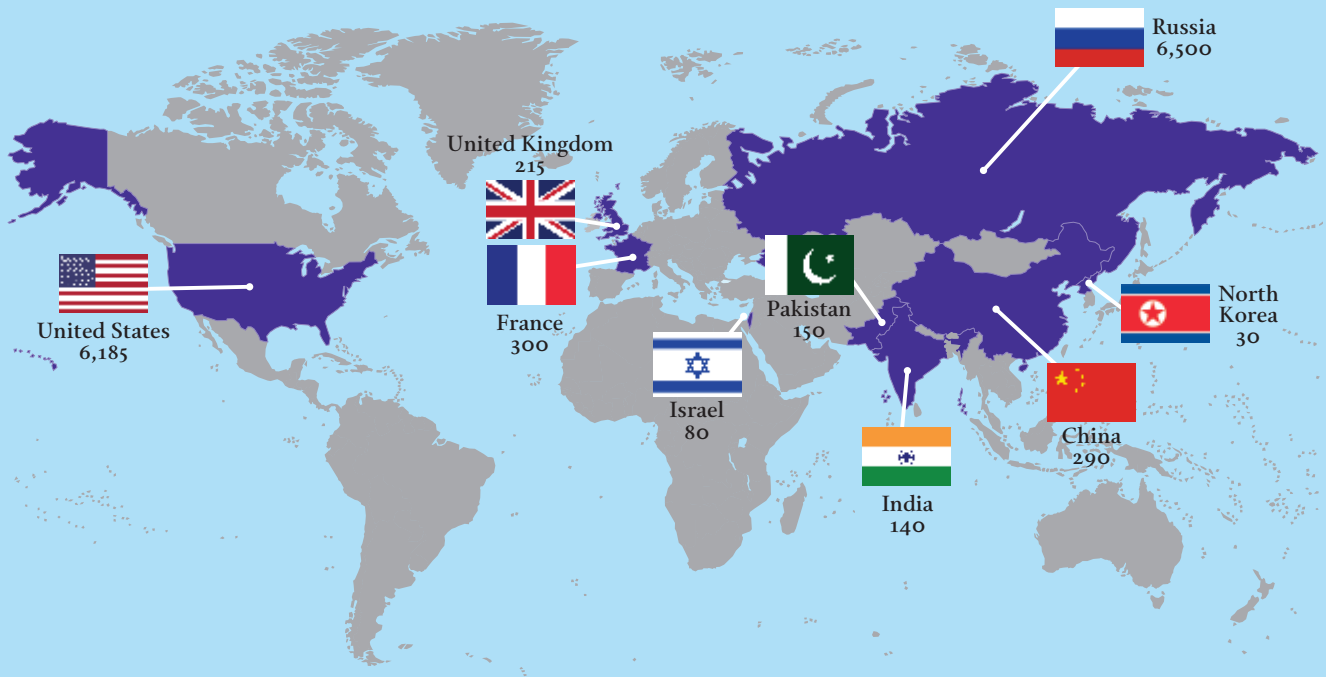 Russia
6,500
United Kingdom
215
United States
6,185
France
300
Pakistan
150
Israel
80
North
Korea
30
China
290
India
140